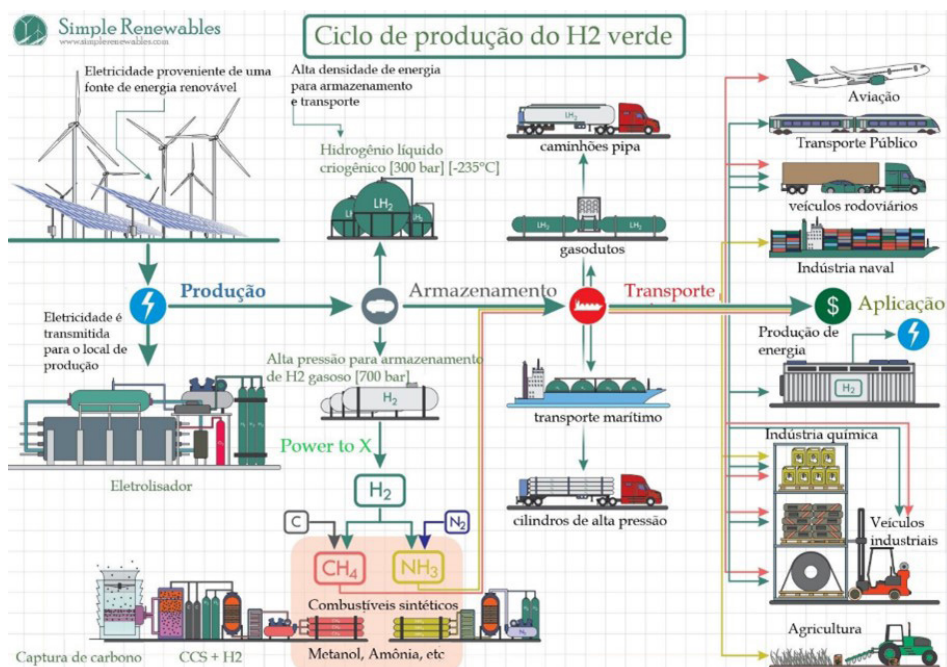 Simple Renewables
www.simplerenewables.com
Ciclo de produção do H2 verde
Eletricidade proveniente de uma
fonte de energia renovável
Alta densidade de energia
para armazenamento
e transporte
Hidrogênio líquido
criogênico [300 bar] [-235°C]
LH₂
LH₂
LH₂
LH₂
caminhões pipa
LH₂
LH₂
gasodutos
Aviação
Transporte Público
veículos rodoviários
Indústria naval
Produção
Armazenamento
Transporte
$
Aplicação
Eletricidade é
transmitida
para o local de
produção
Eletrolisador
Alta pressão para armazenamento
de H2 gasoso [700 bar]
H₂
Power to X
H₂
C
N₂
CH₄
NH₃
Combustíveis sintéticos
Metanol, Amônia, etc
Captura de carbono
CCS + H2
N₂
transporte marítimo
cilindros de alta pressão
Produção de
energia
H₂
Indústria química
Veículos
industriais
Agricultura